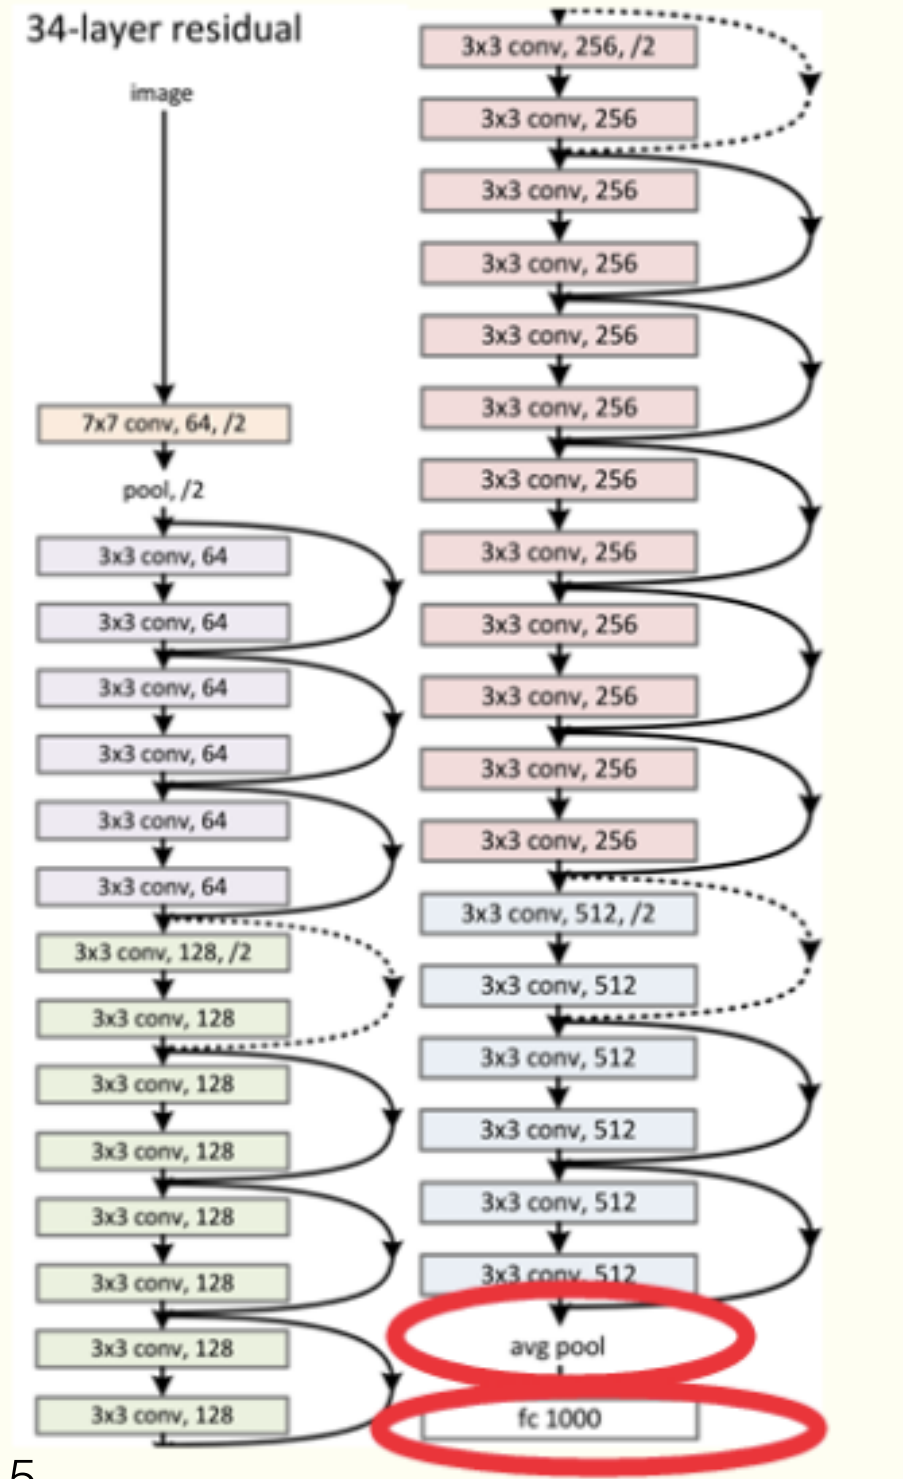 34-layer residual
image
7x7 conv, 64, /2
pool, /2
3x3 conv, 64
3x3 conv, 64
3x3 conv, 64
3x3 conv, 64
3x3 conv, 64
3x3 conv, 64
3x3 conv, 128, /2
3x3 conv, 128
3x3 conv, 128
3x3 conv, 128
3x3 conv, 128
3x3 conv, 128
3x3 conv, 128
3x3 conv, 128
3x3 conv, 256, /2
3x3 conv, 256
3x3 conv, 256
3x3 conv, 256
3x3 conv, 256
3x3 conv, 256
3x3 conv, 256
3x3 conv, 256
3x3 conv, 256
3x3 conv, 256
3x3 conv, 256
3x3 conv, 256
3x3 conv, 512, /2
3x3 conv, 512
3x3 conv, 512
3x3 conv, 512
3x3 conv, 512
3x3 conv, 512
avg pool
fc 1000
5